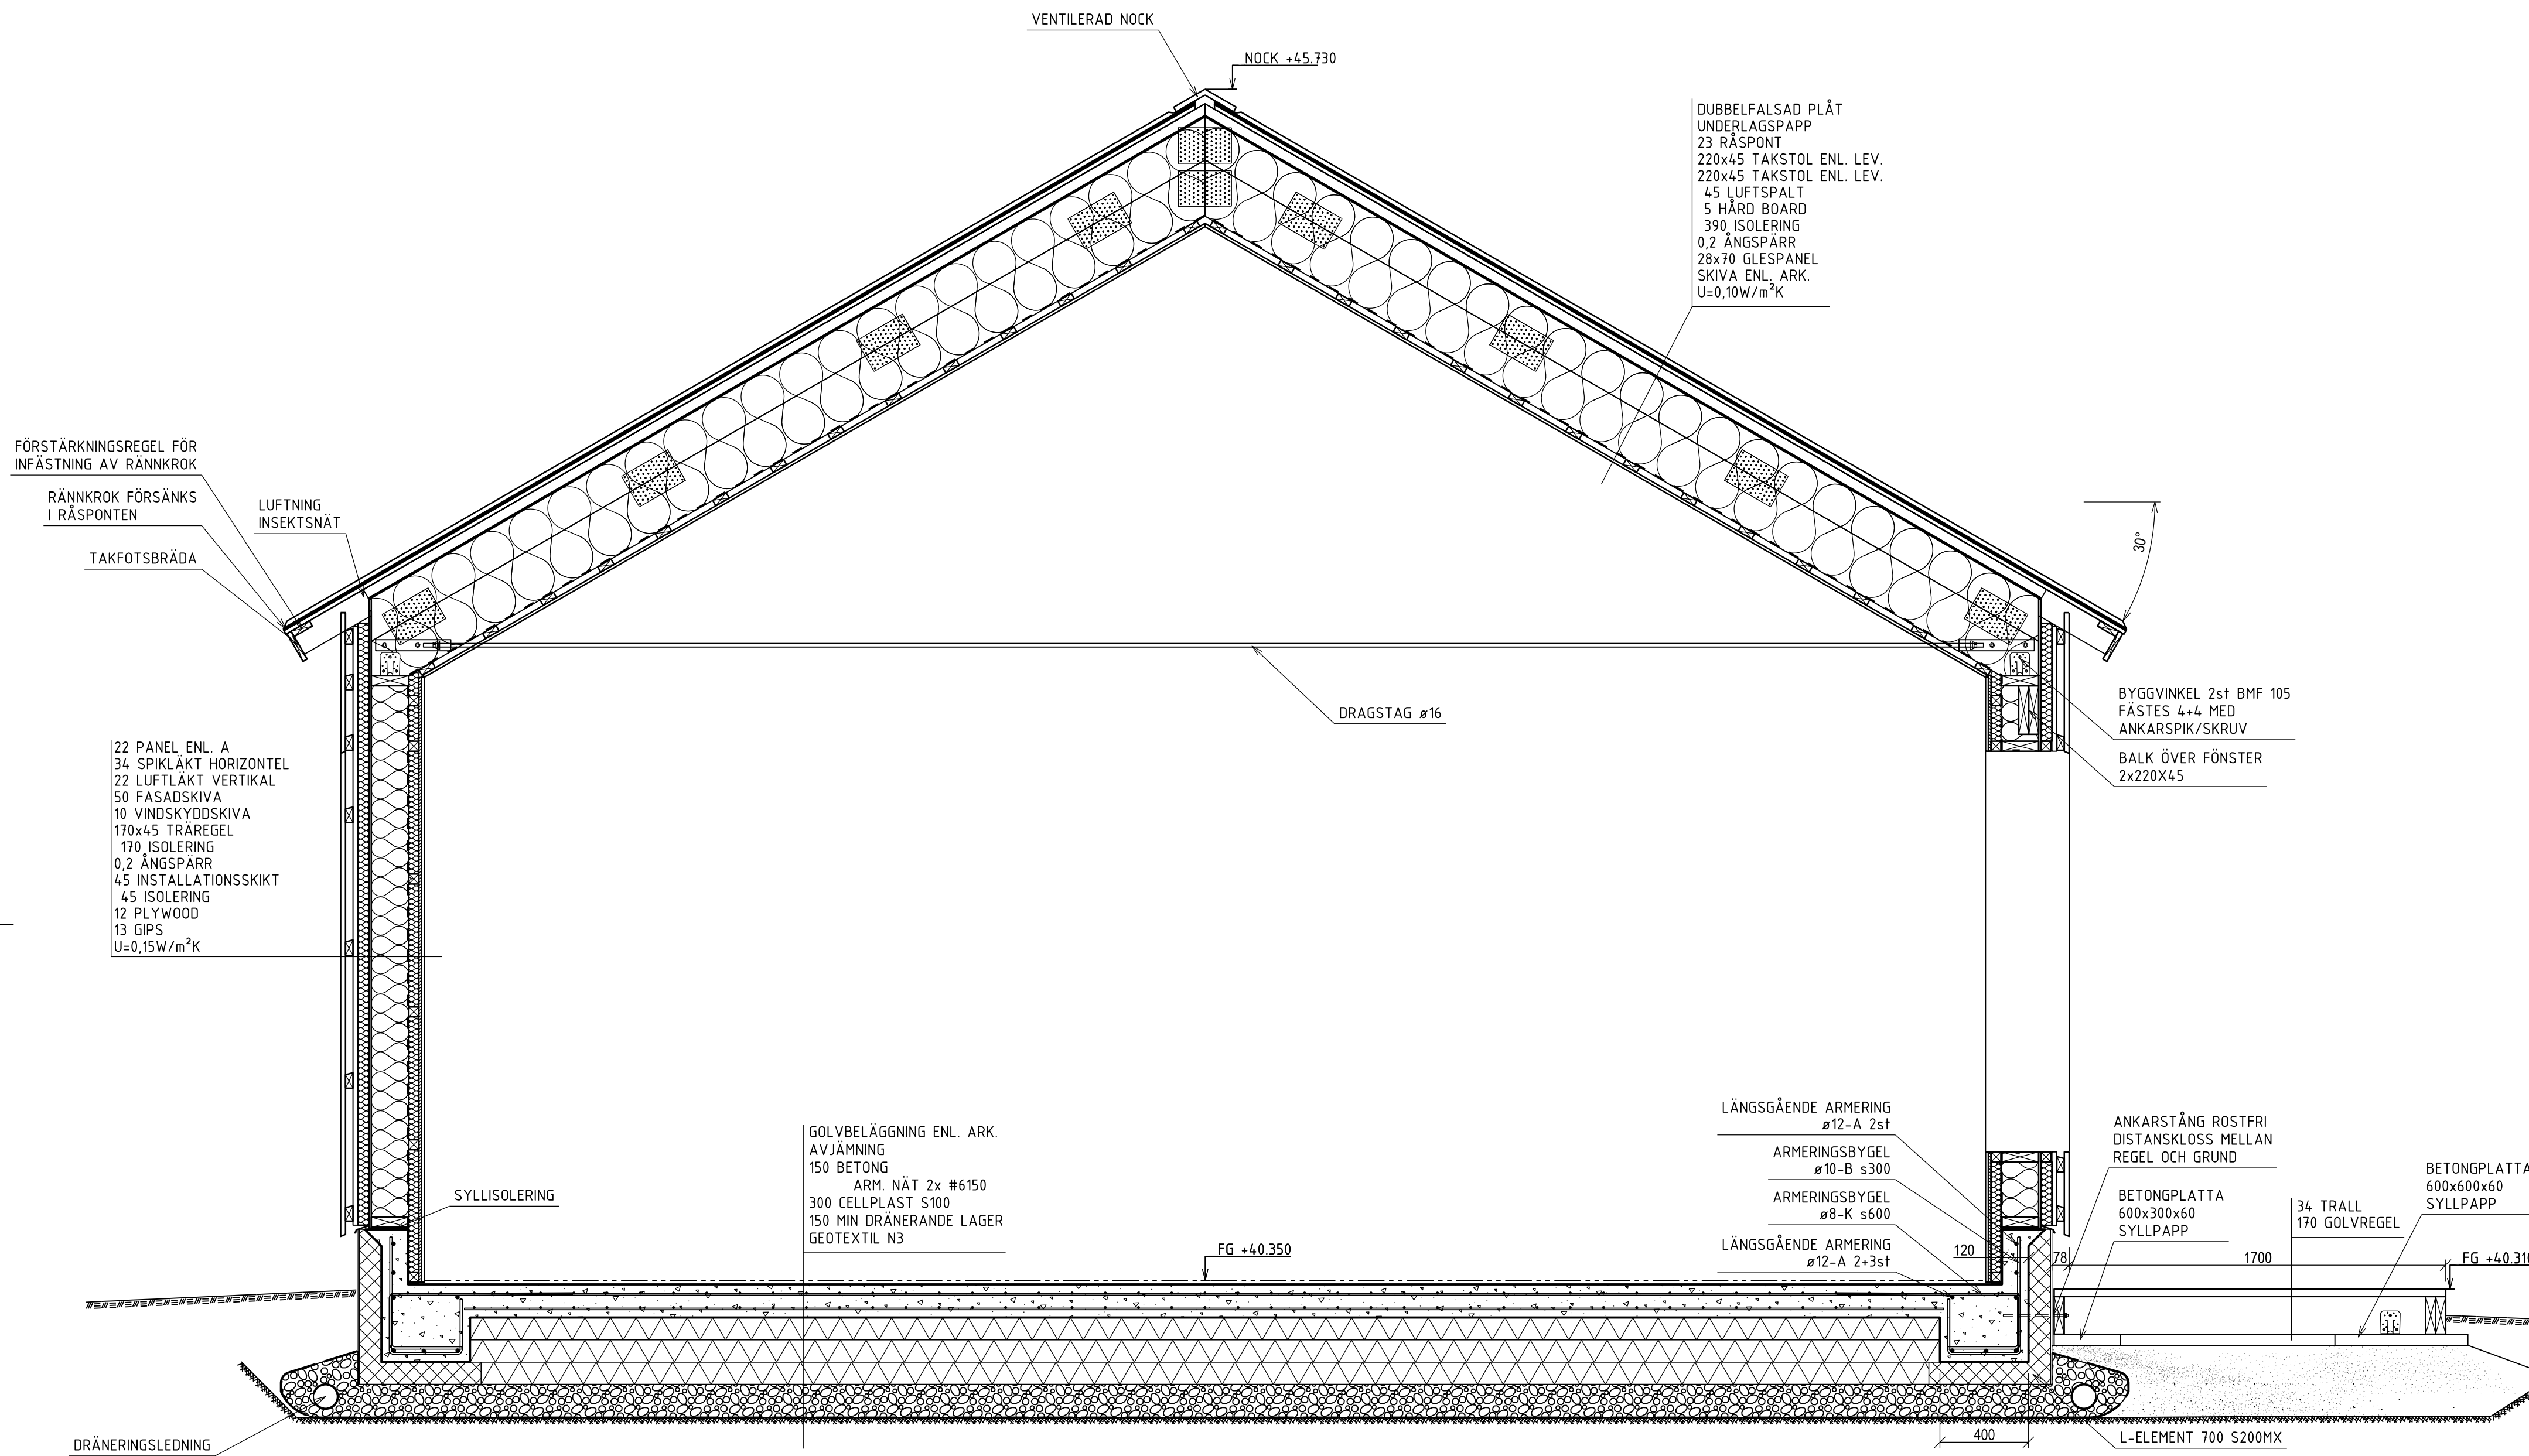 VENTILERAD NOCK
NOCK +45.730
DUBBELFALSAD PLÅT
UNDERLAGSPAPP
23 RÅSPONT
220x45 TAKSTOL ENL. LEV.
220x45 TAKSTOL ENL. LEV.
45 LUFTSPALT
5 HÅRD BOARD
390 ISOLERING
0,2 ÅNGSPÄRR
28x70 GLESPANEL
SKIVA ENL. ARK.
U=0,10W/m²K
FÖRSTÄRKNINGSREGEL FÖR
INFÄSTNING AV RÄNNKROK
RÄNNKROK FÖRSÄNKS
I RÅSPONTEN
LUFTNING
INSEKTSNÄT
TAKFOTSBRÄDA
30°
DRAGSTAG ø16
BYGGVINKEL 2st BMF 105
FÄSTES 4+4 MED
ANKARSPIK/SKRUV
BALK ÖVER FÖNSTER
2x220X45
22 PANEL ENL. A
34 SPIKLÄKT HORIZONTEL
22 LUFTLÄKT VERTIKAL
50 FASADSKIVA
10 VINDSKYDDSKIVA
170x45 TRÄREGEL
170 ISOLERING
0,2 ÅNGSPÄRR
45 INSTALLATIONSSKIKT
45 ISOLERING
12 PLYWOOD
13 GIPS
U=0,15W/m²K
SYLLISOLERING
GOLVBELÄGGNING ENL. ARK.
AVJÄMNING
150 BETONG
ARM. NÄT 2x #6150
300 CELLPLAST S100
150 MIN DRÄNERANDE LAGER
GEOTEXTIL N3
FG +40.350
LÄNGSGÅENDE ARMERING
ø12-A 2st
ARMERINGSBYGEL
ø10-B s300
ARMERINGSBYGEL
ø8-K s600
LÄNGSGÅENDE ARMERING
ø12-A 2+3st
ANKARSTÅNG ROSTFRI
DISTANSKLOSS MELLAN
REGEL OCH GRUND
BETONGPLATTA
600x300x60
SYLLPAPP
34 TRALL
170 GOLVREGEL
BETONGPLATTA
600x600x60
SYLLPAPP
120
78
1700
FG +40.310
400
DRÄNERINGSLEDNING
L-ELEMENT 700 S200MX